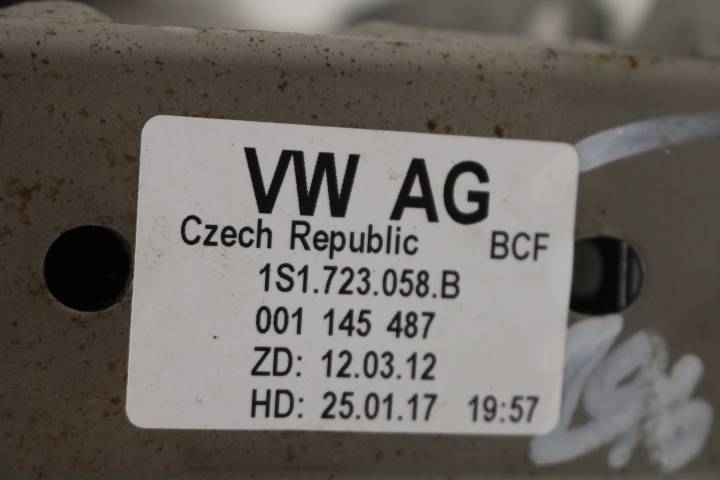 VW AG
Czech Republic BCF
1S1.723.058.B
001 145 487
ZD: 12.03.12
HD: 25.01.17 19:57